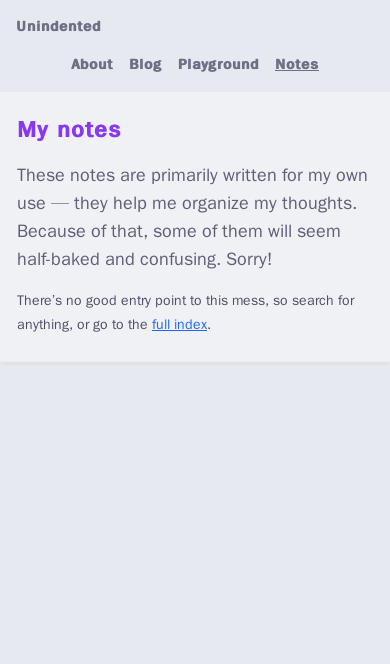 Unindented
About Blog Playground Notes
My notes
These notes are primarily written for my own
use — they help me organize my thoughts.
Because of that, some of them will seem
half-baked and confusing. Sorry!
There’s no good entry point to this mess, so search for
anything, or go to the full index.